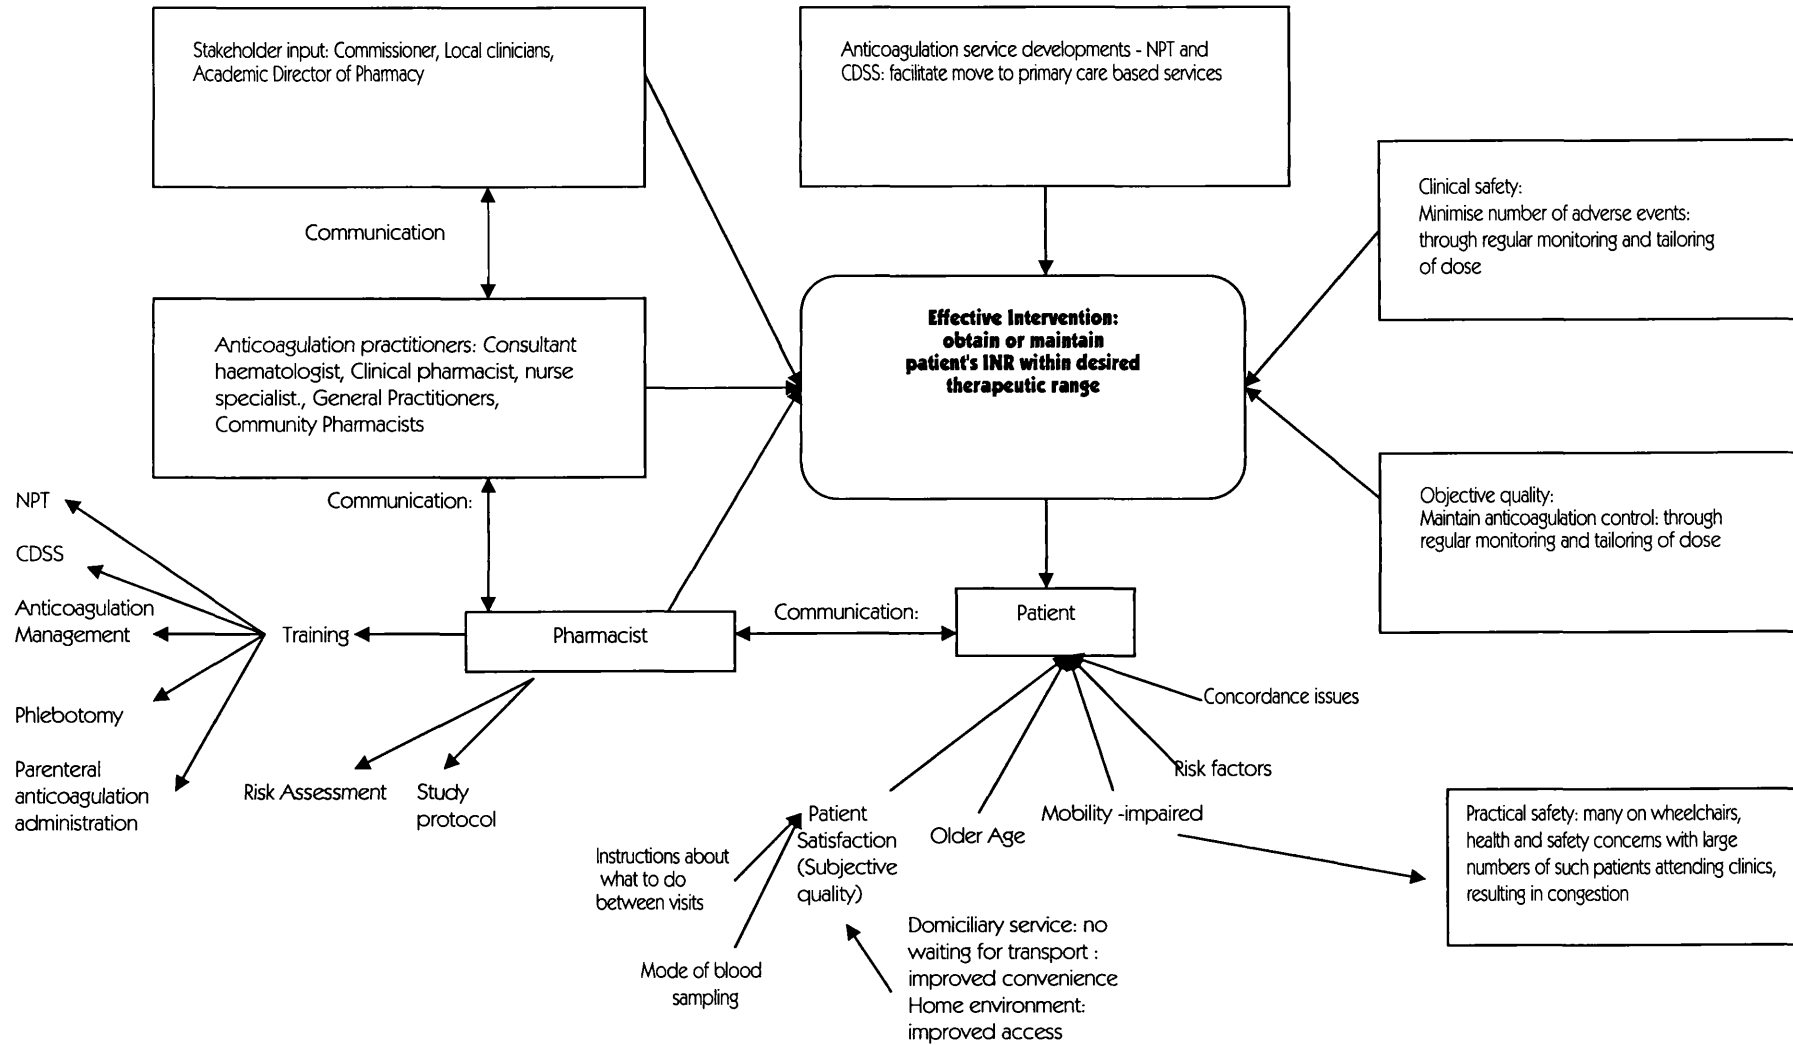 Stakeholder input: Commissioner, Local clinicians,
Academic Director of Pharmacy
Anticoagulation service developments - NPT and
CDSS: facilitate move to primary care based services
Clinical safety:
Minimise number of adverse events:
through regular monitoring and tailoring
of dose
Communication
Effective Intervention:
obtain or maintain
patient's INR within desired
therapeutic range
Anticoagulation practitioners: Consultant
haematologist, Clinical pharmacist, nurse
specialist., General Practitioners,
Community Pharmacists
Objective quality:
Maintain anticoagulation control: through
regular monitoring and tailoring of dose
Communication:
NPT
CDSS
Anticoagulation
Management
Phlebotomy
Parenteral
anticoagulation
administration
Training
Pharmacist
Communication:
Patient
Risk Assessment
Study
protocol
Concordance issues
Risk factors
Mobility -impaired
Older Age
Patient
Satisfaction
(Subjective
quality)
Instructions about
what to do
between visits
Mode of blood
sampling
Domiciliary service: no
waiting for transport :
improved convenience
Home environment:
improved access
Practical safety: many on wheelchairs,
health and safety concerns with large
numbers of such patients attending clinics,
resulting in congestion